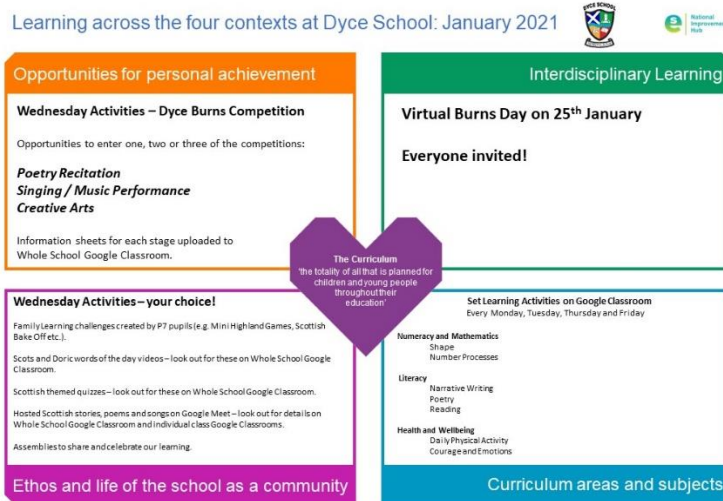 Learning across the four contexts at Dyce School: January 2021
DYCE SCHOOL
National
Improvement
Hub
Opportunities for personal achievement
Wednesday Activities – Dyce Burns Competition
Opportunities to enter one, two or three of the competitions:
Poetry Recitation
Singing / Music Performance
Creative Arts
Information sheets for each stage uploaded to
Whole School Google Classroom.
Interdisciplinary Learning
Virtual Burns Day on 25th January
Everyone invited!
The Curriculum
'the totality of all that is planned for
children and young people
throughout their
education'
Wednesday Activities – your choice!
Family Learning challenges created by P7 pupils (e.g. Mini Highland Games, Scottish
Bake Off etc.).
Scots and Doric words of the day videos – look out for these on Whole School Google
Classroom.
Scottish themed quizzes – look out for these on Whole School Google Classroom.
Hosted Scottish stories, poems and songs on Google Meet – look out for details on
Whole School Google Classroom and individual class Google Classrooms.
Assemblies to share and celebrate our learning.
Ethos and life of the school as a community
Set Learning Activities on Google Classroom
Every Monday, Tuesday, Thursday and Friday
Numeracy and Mathematics
Shape
Number Processes
Literacy
Narrative Writing
Poetry
Reading
Health and Wellbeing
Daily Physical Activity
Courage and Emotions
Curriculum areas and subjects